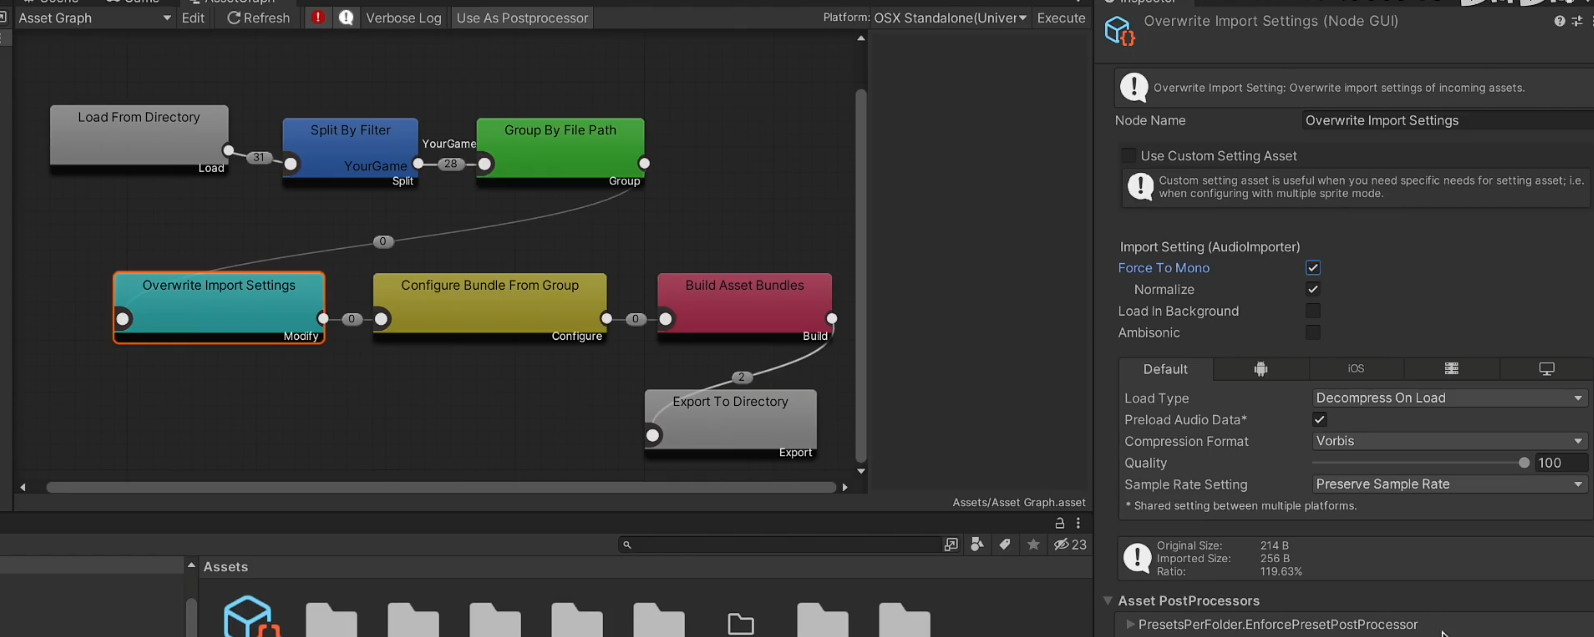 Asset Graph Edit Refresh Verbose Log Use As Postprocessor Platform: OSX Standalone(Univer Execute
Load From Directory
Load
31
Split By Filter
YourGame
Split
YourGame
28
Group By File Path
Group
0
Overwrite Import Settings
Modify
0
Configure Bundle From Group
Configure
0
Build Asset Bundles
Build
2
Export To Directory
Export
Assets/Asset Graph.asset
23
Assets
Overwrite Import Settings (Node GUI)
Overwrite Import Setting: Overwrite import settings of incoming assets.
Node Name Overwrite Import Settings
Use Custom Setting Asset
Custom setting asset is useful when you need specific needs for setting asset; i.e.
when configuring with multiple sprite mode.
Import Setting (AudioImporter)
Force To Mono
Normalize
Load In Background
Ambisonic
Default iOS
Load Type Decompress On Load
Preload Audio Data*
Compression Format Vorbis
Quality 100
Sample Rate Setting Preserve Sample Rate
* Shared setting between multiple platforms.
Original Size: 214 B
Imported Size: 256 B
Ratio: 119.63%
Asset PostProcessors
PresetsPerFolder.EnforcePresetPostProcessor